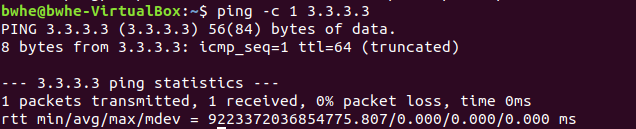 bwhe@bwhe-VirtualBox:~$ ping -c 1 3.3.3.3
PING 3.3.3.3 (3.3.3.3) 56(84) bytes of data.
8 bytes from 3.3.3.3: icmp_seq=1 ttl=64 (truncated)
--- 3.3.3.3 ping statistics ---
1 packets transmitted, 1 received, 0% packet loss, time 0ms
rtt min/avg/max/mdev = 9223372036854775.807/0.000/0.000/0.000 ms